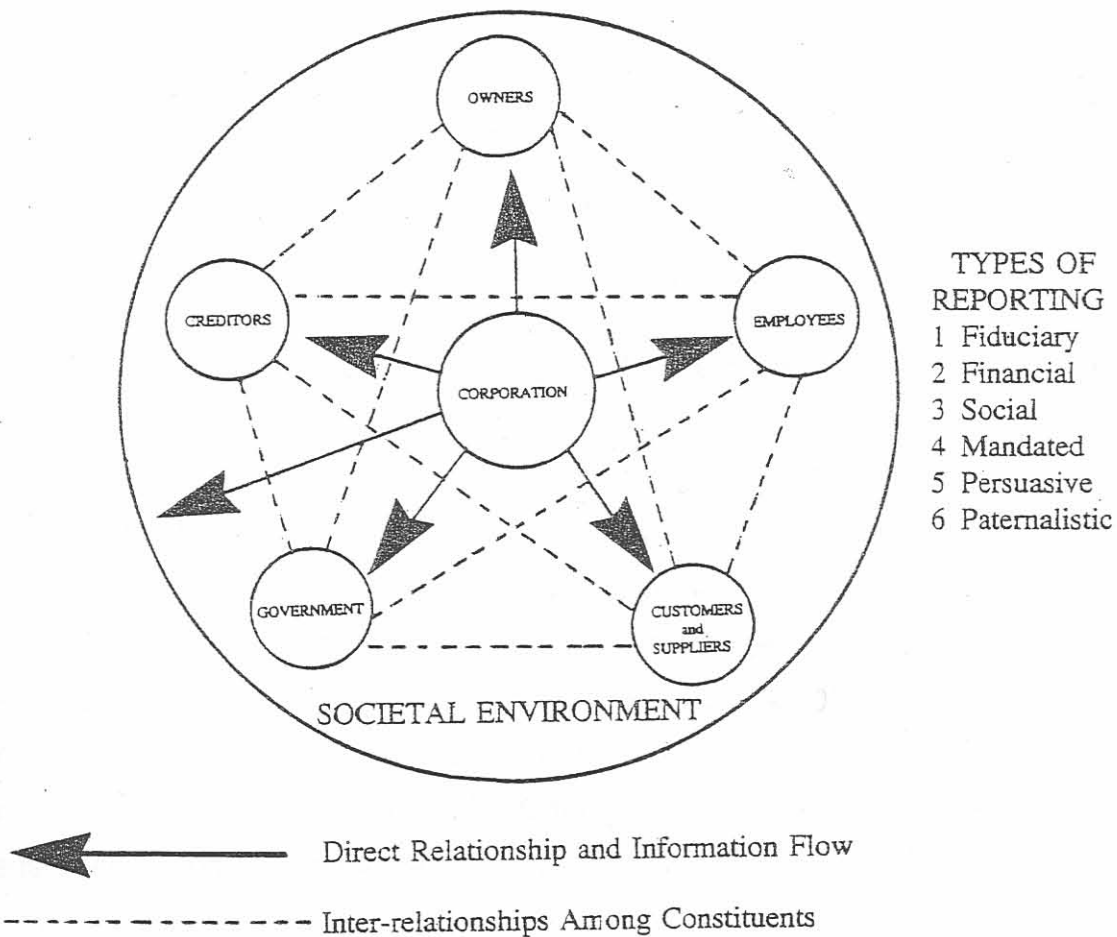 OWNERS
CREDITORS
EMPLOYEES
CORPORATION
GOVERNMENT
CUSTOMERS
and
SUPPLIERS
SOCIETAL ENVIRONMENT
TYPES OF
REPORTING
1 Fiduciary
2 Financial
3 Social
4 Mandated
5 Persuasive
6 Paternalistic
Direct Relationship and Information Flow
Inter-relationships Among Constituents